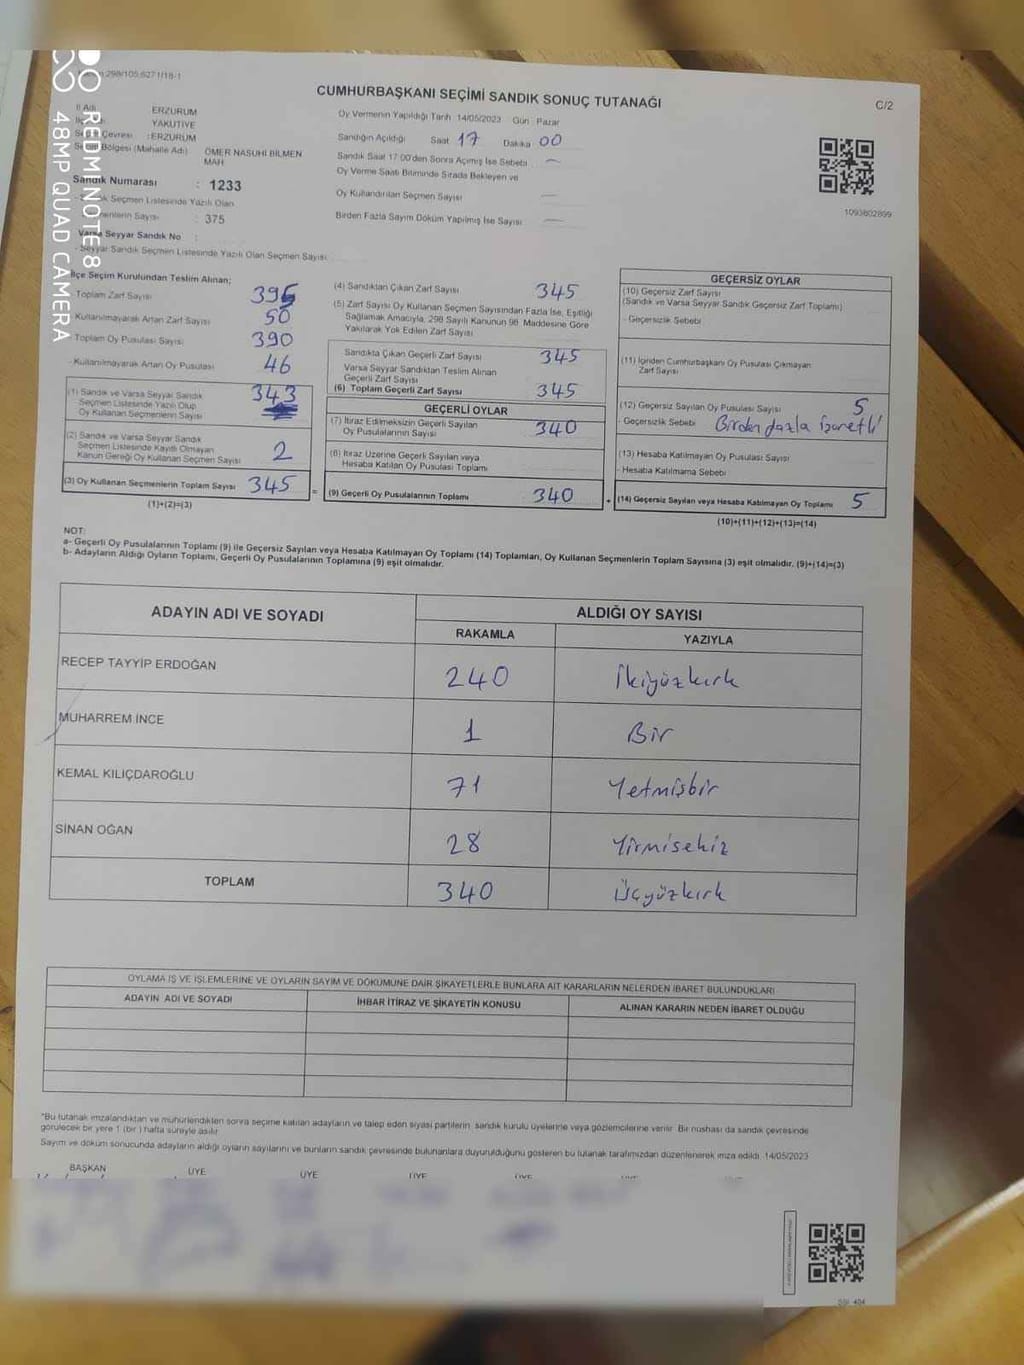 298/105,6271/18-1
CUMHURBAŞKANI SEÇİMİ SANDIK SONUÇ TUTANAĞI
C/2
İl Adı ERZURUM
YAKUTİYE
Çevresi : ERZURUM
Bölgesi (Mahalle Adı) ÖMER NASUHİ BİLMEN
MAH
Sandık Numarası : 1233
Seçmen Listesinde Yazılı Olan
Sayısı : 375
Varsa Seyyar Sandık No :
- Seyyar Sandık Seçmen Listesinde Yazılı Olan Seçmen Sayısı
Oy Vermenin Yapıldığı Tarih 14/05/2023 Gün Pazar
Sandığın Açıldığı Saat 17 Dakika 00
Sandık Saat 17.00'den Sonra Açımış İse Sebebi —
Oy Verme Saati Bitiminde Sırada Bekleyen ve
Oy Kullandırılan Seçmen Sayısı —
Birden Fazla Sayım Döküm Yapılmış İse Sayısı —
1093802899
REDMI NOTE 8
48MP QUAD CAMERA
İlçe Seçim Kurulundan Teslim Alınan;
- Toplam Zarf Sayısı 395
- Kullanılmayarak Artan Zarf Sayısı 50
- Toplam Oy Pusulası Sayısı 390
- Kullanılmayarak Artan Oy Pusulası 46
(1) Sandık ve Varsa Seyyar Sandık
Seçmen Listesinde Yazılı Olup
Oy Kullanan Seçmenlerin Sayısı 343
(2) Sandık ve Varsa Seyyar Sandık
Seçmen Listesinde Kaydı Olmayan
Kanun Gereği Oy Kullanan Seçmen Sayısı 2
(3) Oy Kullanan Seçmenlerin Toplam Sayısı 345
(1)+(2)=(3)
(4) Sandıktan Çıkan Zarf Sayısı 345
(5) Zarf Sayısı Oy Kullanan Seçmen Sayısından Fazla İse, Eşitliği
Sağlamak Amacıyla, 298 Sayılı Kanunun 98. Maddesine Göre
Yakılarak Yok Edilen Zarf Sayısı
Sandıkta Çıkan Geçerli Zarf Sayısı 345
Varsa Seyyar Sandıktan Teslim Alınan
Geçerli Zarf Sayısı
(6) Toplam Geçerli Zarf Sayısı 345
GEÇERLİ OYLAR
(7) İtiraz Edilmeksizin Geçerli Sayılan
Oy Pusulalarının Sayısı 340
(8) İtiraz Üzerine Geçerli Sayılan veya
Hesaba Katılan Oy Pusulası Toplamı
= (9) Geçerli Oy Pusulalarının Toplamı 340
GEÇERSİZ OYLAR
(10) Geçersiz Zarf Sayısı
(Sandık ve Varsa Seyyar Sandık Geçersiz Zarf Toplamı)
- Geçersizlik Sebebi
(11) İçinden Cumhurbaşkanı Oy Pusulası Çıkmayan
Zarf Sayısı
(12) Geçersiz Sayılan Oy Pusulası Sayısı 5
- Geçersizlik Sebebi Birden fazla işaretli
(13) Hesaba Katılmayan Oy Pusulası Sayısı
- Hesaba Katılmama Sebebi
+ (14) Geçersiz Sayılan veya Hesaba Katılmayan Oy Toplamı 5
(10)+(11)+(12)+(13)=(14)
NOT:
a- Geçerli Oy Pusulalarının Toplamı (9) ile Geçersiz Sayılan veya Hesaba Katılmayan Oy Toplamı (14) Toplamları, Oy Kullanan Seçmenlerin Toplam Sayısına (3) eşit olmalıdır. (9)+(14)=(3)
b- Adayların Aldığı Oyların Toplamı, Geçerli Oy Pusulalarının Toplamına (9) eşit olmalıdır.
ADAYIN ADI VE SOYADI ALDIĞI OY SAYISI
RAKAMLA YAZIYLA
RECEP TAYYİP ERDOĞAN 240 İkiyüzkırk
MUHARREM İNCE 1 Bir
KEMAL KILIÇDAROĞLU 71 Yetmişbir
SİNAN OĞAN 28 Yirmisekiz
TOPLAM 340 Üçyüzkırk
OYLAMA İŞ VE İŞLEMLERİNE VE OYLARIN SAYIM VE DÖKÜMÜNE DAİR ŞİKAYETLERLE BUNLARA AİT KARARLARIN NELERDEN İBARET BULUNDUKLARI
ADAYIN ADI VE SOYADI İHBAR İTİRAZ VE ŞİKAYETİN KONUSU ALINAN KARARIN NEDEN İBARET OLDUĞU
*Bu tutanak imzalandıktan ve mühürlendikten sonra seçime katılan adayların ve talep eden siyasi partilerin sandık kurulu üyelerine veya gözlemcilerine verilir. Bir nüshası da sandık çevresinde
görülecek bir yere 1 (bir) hafta süreyle asılır.
Sayım ve döküm sonucunda adayların aldığı oyların sayılarını ve bunların sandık çevresinde bulunanlara duyurulduğunu gösteren bu tutanak tarafımızdan düzenlenerek imza edildi. 14/05/2023
BAŞKAN ÜYE ÜYE ÜYE ÜYE